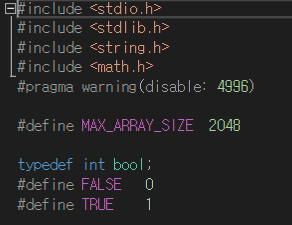 #include <stdio.h>
#include <stdlib.h>
#include <string.h>
#include <math.h>
#pragma warning(disable: 4996)
#define MAX_ARRAY_SIZE 2048
typedef int bool;
#define FALSE 0
#define TRUE 1